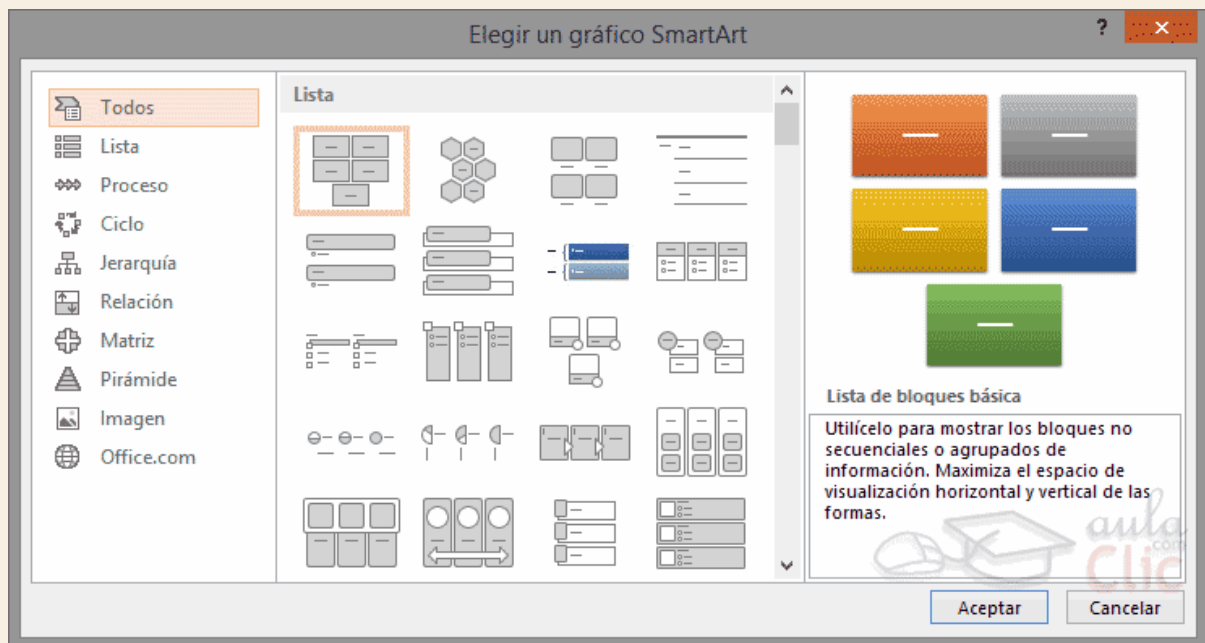 Elegir un gráfico SmartArt
?
Todos
Lista
Proceso
Ciclo
Jerarquía
Relación
Matriz
Pirámide
Imagen
Office.com
Lista
Lista de bloques básica
Utilícelo para mostrar los bloques no
secuenciales o agrupados de
información. Maximiza el espacio de
visualización horizontal y vertical de las
formas.
aula
.com
Clic
Aceptar
Cancelar